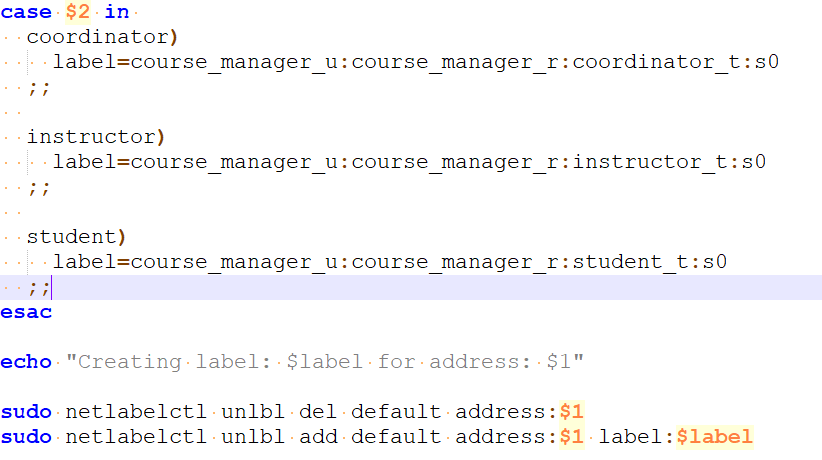 case $2 in
  coordinator)
    label=course_manager_u:course_manager_r:coordinator_t:s0
  ;;
  instructor)
    label=course_manager_u:course_manager_r:instructor_t:s0
  ;;
  student)
    label=course_manager_u:course_manager_r:student_t:s0
  ;;
esac
echo "Creating label: $label for address: $1"
sudo netlabelctl unlbl del default address:$1
sudo netlabelctl unlbl add default address:$1 label:$label